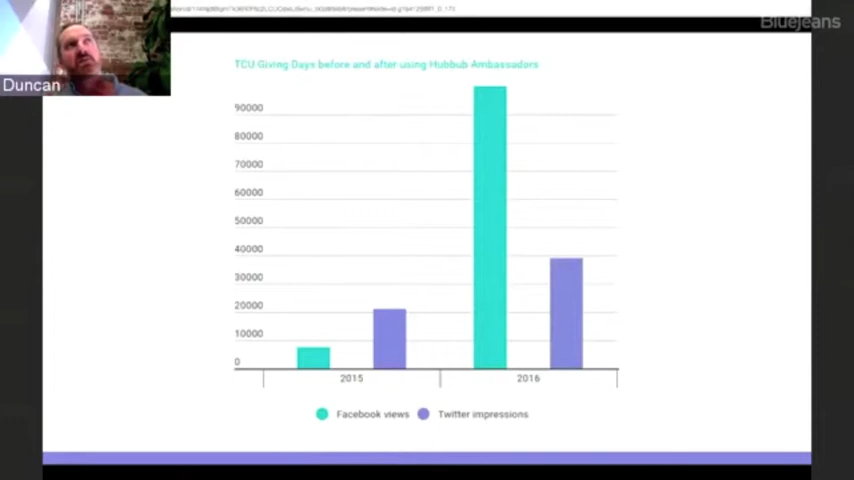 BlueJeans
Duncan
TCU Giving Days before and after using Hubbub Ambassadors
90000
80000
70000
60000
50000
40000
30000
20000
10000
0
2015
2016
Facebook views
Twitter impressions